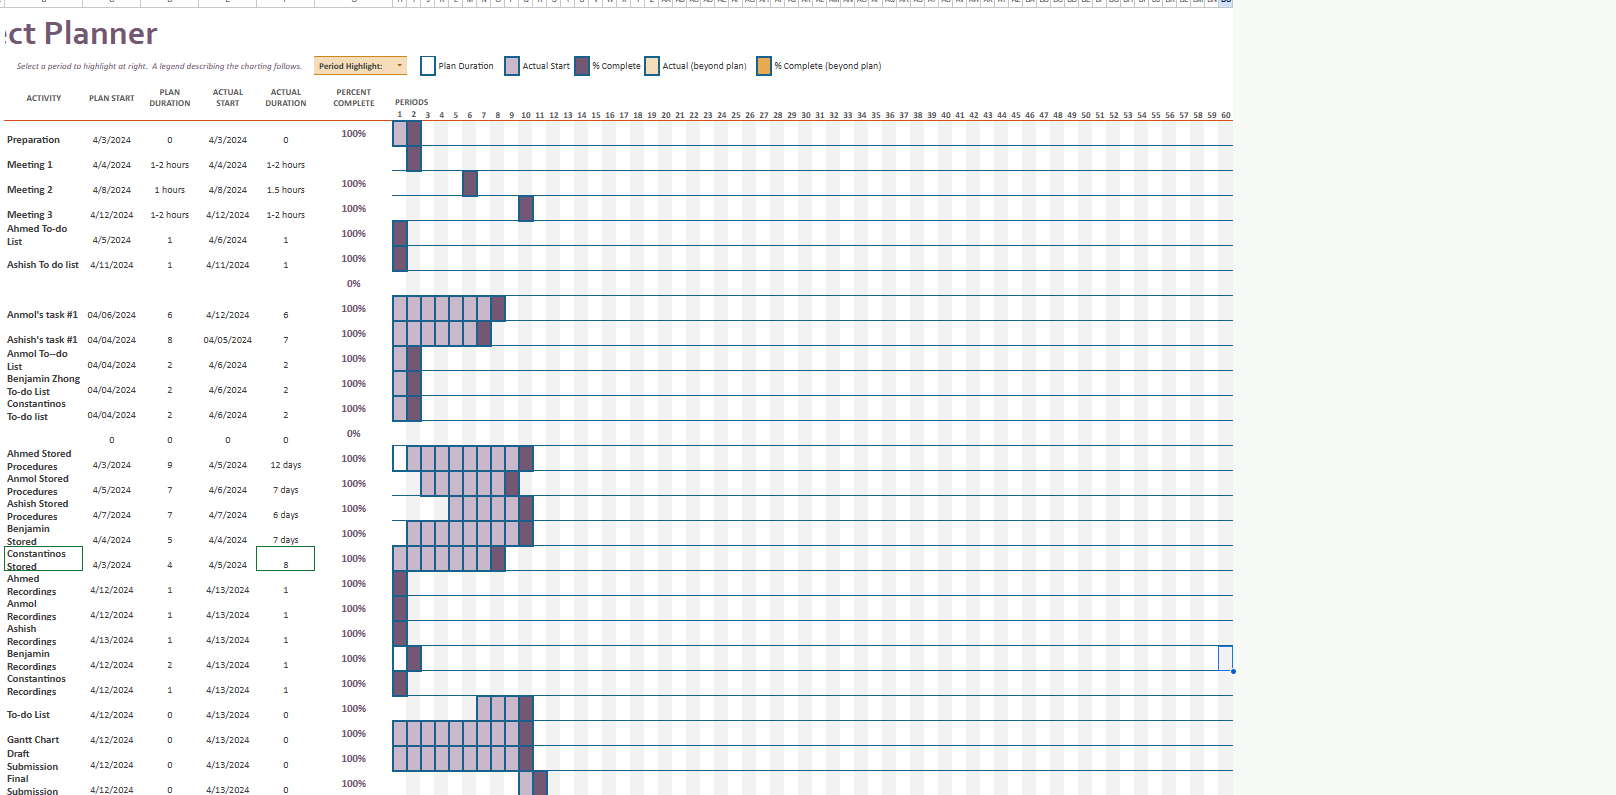 ct Planner
Select a period to highlight at right.  A legend describing the charting follows.
Period Highlight:
Plan Duration
Actual Start
% Complete
Actual (beyond plan)
% Complete (beyond plan)
ACTIVITY PLAN START PLAN DURATION ACTUAL START ACTUAL DURATION PERCENT COMPLETE PERIODS
1 2 3 4 5 6 7 8 9 10 11 12 13 14 15 16 17 18 19 20 21 22 23 24 25 26 27 28 29 30 31 32 33 34 35 36 37 38 39 40 41 42 43 44 45 46 47 48 49 50 51 52 53 54 55 56 57 58 59 60
Preparation 4/3/2024 0 4/3/2024 0 100%
Meeting 1 4/4/2024 1-2 hours 4/4/2024 1-2 hours
Meeting 2 4/8/2024 1 hours 4/8/2024 1.5 hours 100%
Meeting 3 4/12/2024 1-2 hours 4/12/2024 1-2 hours 100%
Ahmed To-do List 4/5/2024 1 4/6/2024 1 100%
Ashish To do list 4/11/2024 1 4/11/2024 1 100%
0%
Anmol's task #1 04/06/2024 6 4/12/2024 6 100%
Ashish's task #1 04/04/2024 8 04/05/2024 7 100%
Anmol To--do List 04/04/2024 2 4/6/2024 2 100%
Benjamin Zhong To-do List 04/04/2024 2 4/6/2024 2 100%
Constantinos To-do list 04/04/2024 2 4/6/2024 2 100%
0 0 0 0 0%
Ahmed Stored Procedures 4/3/2024 9 4/5/2024 12 days 100%
Anmol Stored Procedures 4/5/2024 7 4/6/2024 7 days 100%
Ashish Stored Procedures 4/7/2024 7 4/7/2024 6 days 100%
Benjamin Stored 4/4/2024 5 4/4/2024 7 days 100%
Constantinos Stored 4/3/2024 4 4/5/2024 8 100%
Ahmed Recordings 4/12/2024 1 4/13/2024 1 100%
Anmol Recordings 4/12/2024 1 4/13/2024 1 100%
Ashish Recordings 4/13/2024 1 4/13/2024 1 100%
Benjamin Recordings 4/12/2024 2 4/13/2024 1 100%
Constantinos Recordings 4/12/2024 1 4/13/2024 1 100%
To-do List 4/12/2024 0 4/13/2024 0 100%
Gantt Chart 4/12/2024 0 4/13/2024 0 100%
Draft Submission 4/12/2024 0 4/13/2024 0 100%
Final Submission 4/12/2024 0 4/13/2024 0 100%